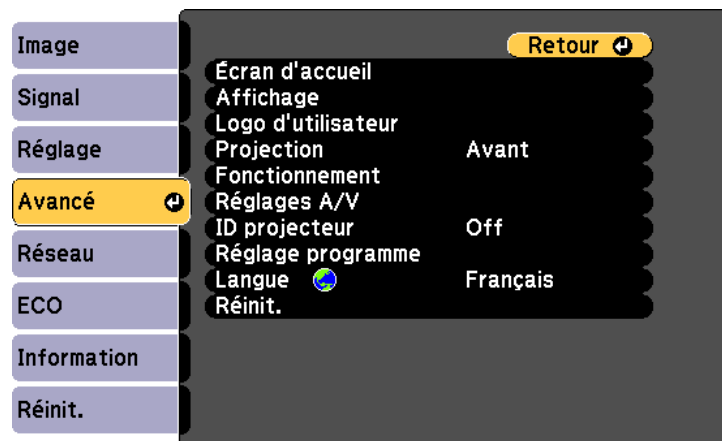 Image
Signal
Réglage
Avancé
Réseau
ECO
Information
Réinit.
Retour
Écran d'accueil
Affichage
Logo d'utilisateur
Projection Avant
Fonctionnement
Réglages A/V
ID projecteur Off
Réglage programme
Langue Français
Réinit.